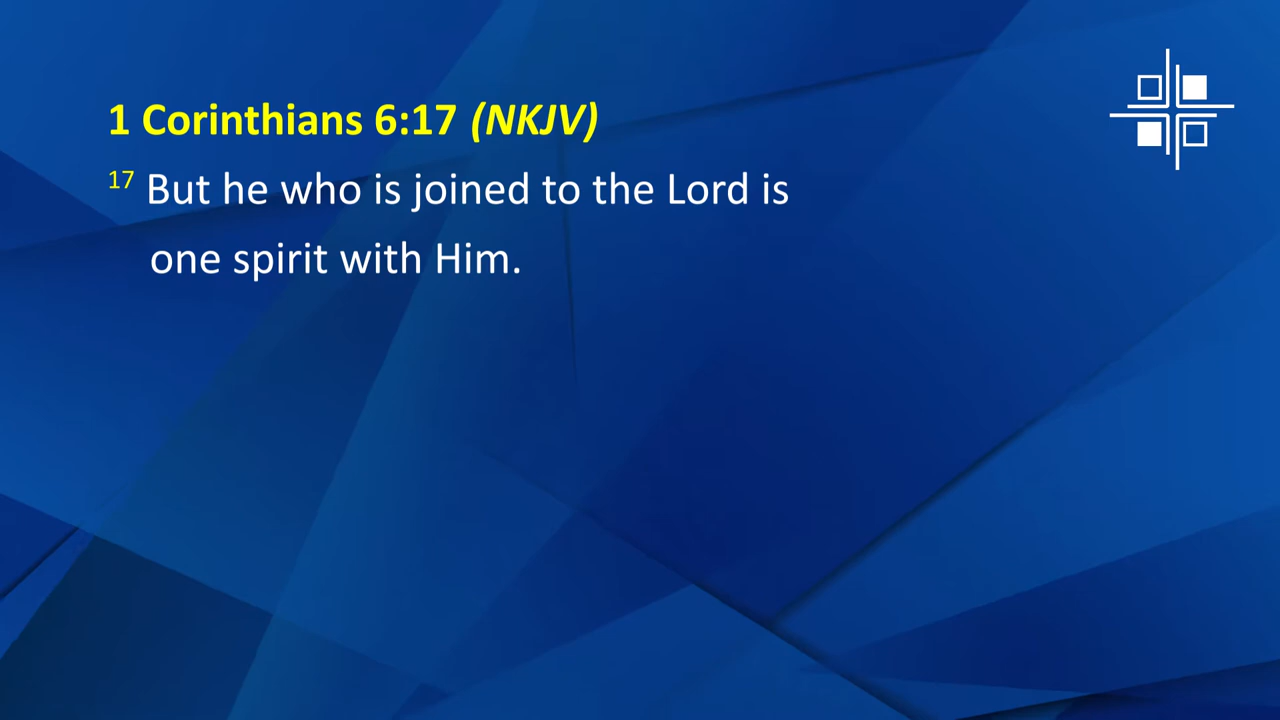 1 Corinthians 6:17 (NKJV)
17 But he who is joined to the Lord is
one spirit with Him.